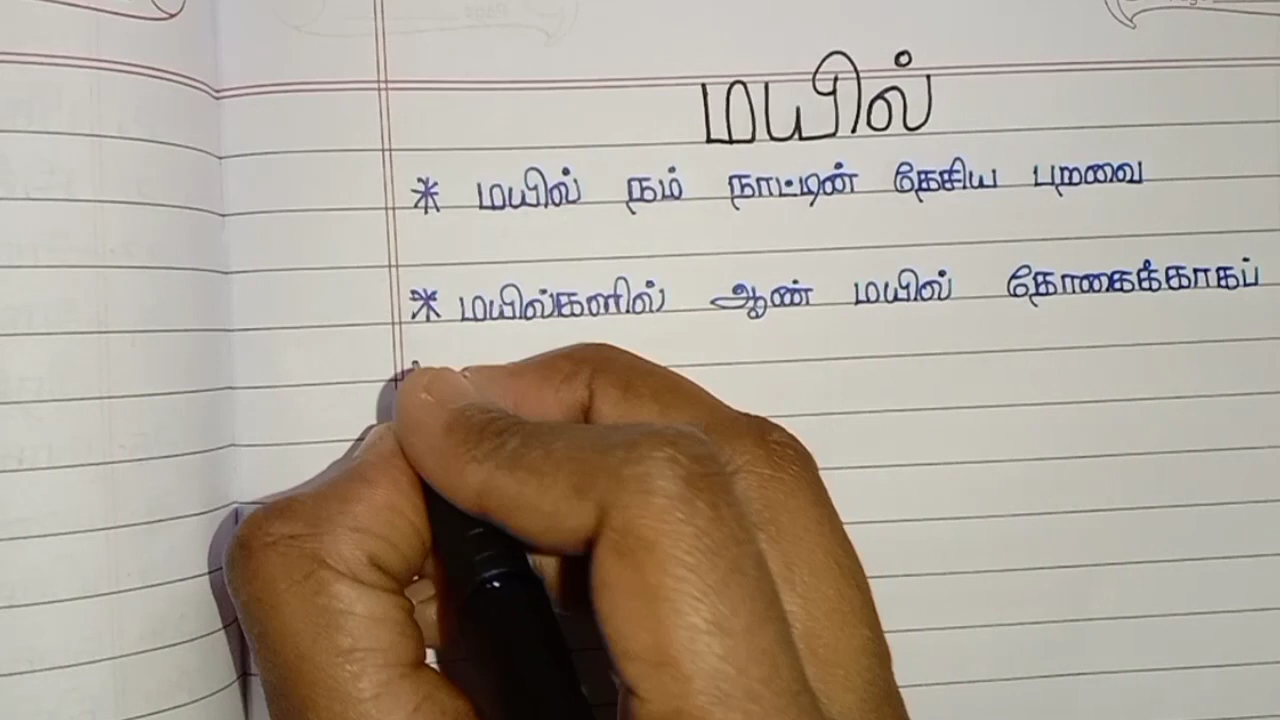 மயில்
* மயில் நம் நாட்டின் தேசிய பறவை
* மயில்களில் ஆண் மயில் தோகைக்காகப்